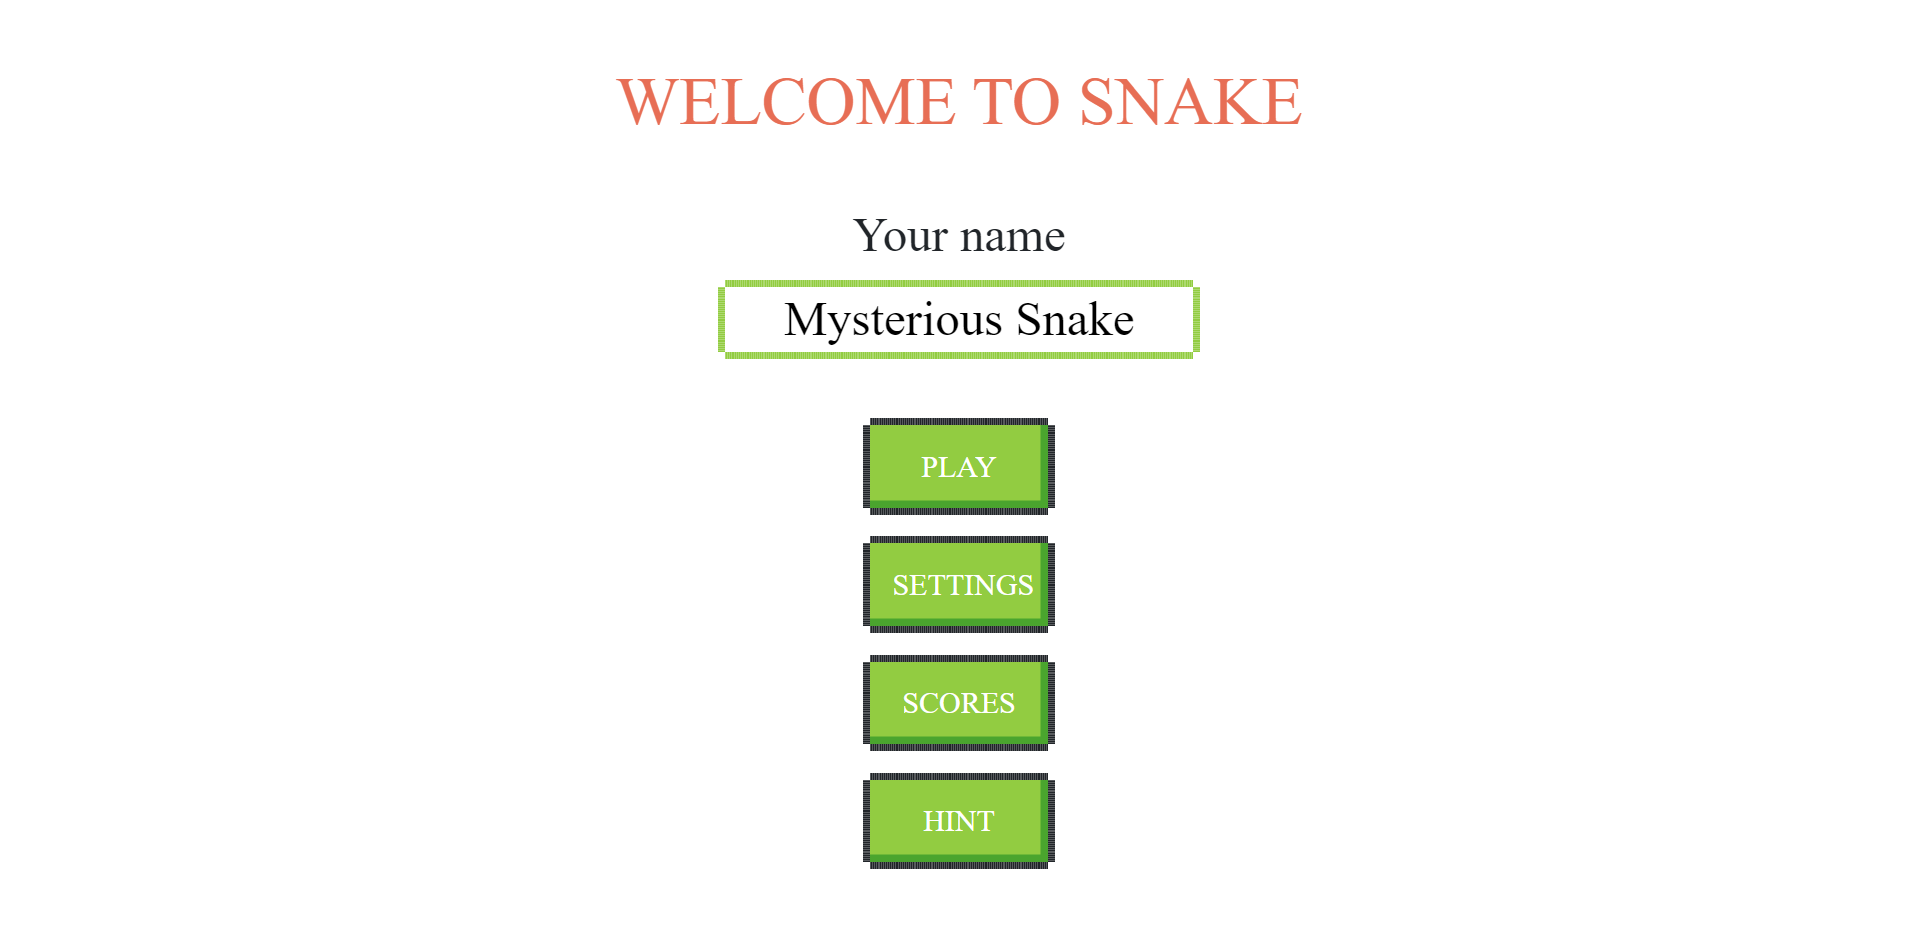 WELCOME TO SNAKE
Your name
Mysterious Snake
PLAY
SETTINGS
SCORES
HINT